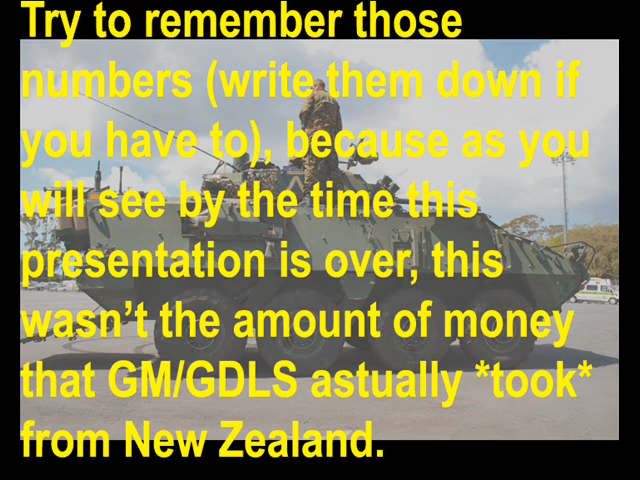 Try to remember those
numbers (write them down if
you have to), because as you
will see by the time this
presentation is over, this
wasn't the amount of money
that GM/GDLS astually *took*
from New Zealand.